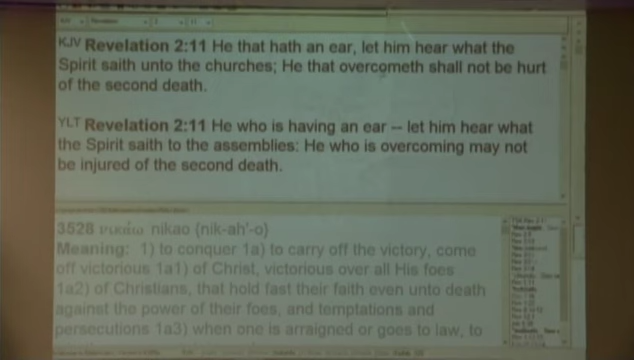 KJV Revelation 2:11 He that hath an ear, let him hear what the
Spirit saith unto the churches; He that overcometh shall not be hurt
of the second death.
YLT Revelation 2:11 He who is having an ear -- let him hear what
the Spirit saith to the assemblies: He who is overcoming may not
be injured of the second death.
3528 νικάω nikao (nik-ah'-o)
Meaning: 1) to conquer 1a) to carry off the victory, come
off victorious 1a1) of Christ, victorious over all His foes
1a2) of Christians, that hold fast their faith even unto death
against the power of their foes, and temptations and
persecutions 1a3) when one is arraigned or goes to law, to